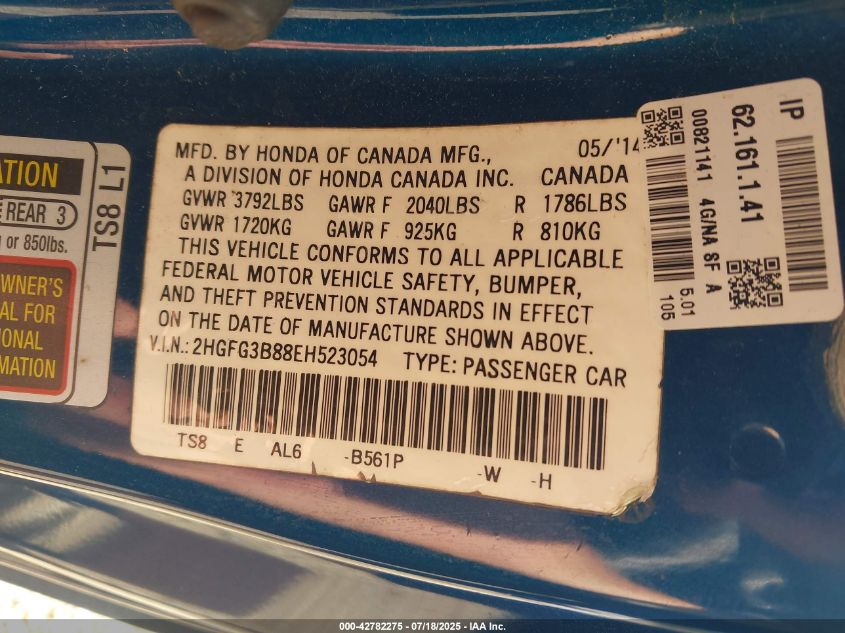 ATION
REAR 3
or 850lbs.
WNER'S
AL FOR
IONAL
MATION
TS8 L1
MFD. BY HONDA OF CANADA MFG., 05/'14
A DIVISION OF HONDA CANADA INC. CANADA
GVWR 3792LBS GAWR F 2040LBS R 1786LBS
GVWR 1720KG GAWR F 925KG R 810KG
THIS VEHICLE CONFORMS TO ALL APPLICABLE
FEDERAL MOTOR VEHICLE SAFETY, BUMPER,
AND THEFT PREVENTION STANDARDS IN EFFECT
ON THE DATE OF MANUFACTURE SHOWN ABOVE.
V.I.N.: 2HGFG3B88EH523054 TYPE: PASSENGER CAR
TS8 E AL6 -B561P -W -H
IP
62.161.1.41
00821141 4G/NA SF A
5.01
105
000-42782275 - 07/18/2025 - IAA Inc.